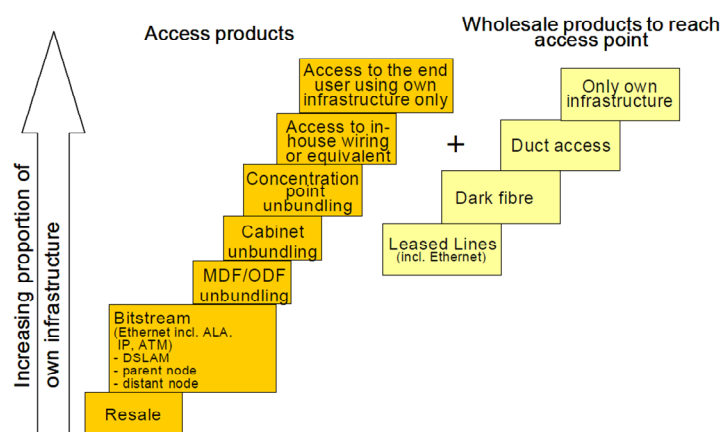 Access products
Wholesale products to reach
access point
Increasing proportion of
own infrastructure
Access to the end
user using own
infrastructure only
Access to in-
house wiring
or equivalent
Concentration
point
unbundling
Cabinet
unbundling
MDF/ODF
unbundling
Bitstream
(Ethernet incl. ALA.
IP, ATM)
- DSLAM
- parent node
- distant node
Resale
+
Only own
infrastructure
Duct access
Dark fibre
Leased Lines
(incl. Ethernet)